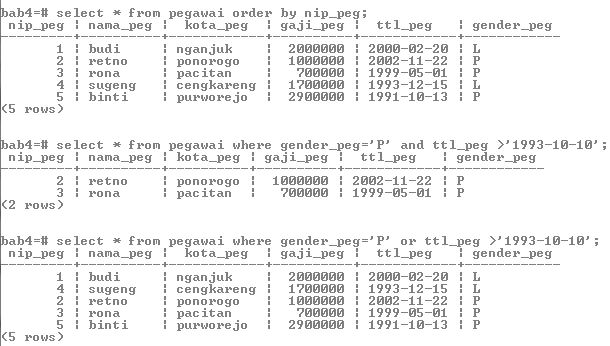 bab4=# select * from pegawai order by nip_peg;
 nip_peg ¦ nama_peg ¦  kota_peg  ¦ gaji_peg ¦  ttl_peg   ¦ gender_peg
---------+----------+------------+----------+------------+------------
       1 ¦ budi     ¦ nganjuk    ¦  2000000 ¦ 2000-02-20 ¦ L
       2 ¦ retno    ¦ ponorogo   ¦  1000000 ¦ 2002-11-22 ¦ P
       3 ¦ rona     ¦ pacitan    ¦   700000 ¦ 1999-05-01 ¦ P
       4 ¦ sugeng   ¦ cengkareng ¦  1700000 ¦ 1993-12-15 ¦ L
       5 ¦ binti    ¦ purworejo  ¦  2900000 ¦ 1991-10-13 ¦ P
(5 rows)
bab4=# select * from pegawai where gender_peg='P' and ttl_peg >'1993-10-10';
 nip_peg ¦ nama_peg ¦ kota_peg ¦ gaji_peg ¦  ttl_peg   ¦ gender_peg
---------+----------+----------+----------+------------+------------
       2 ¦ retno    ¦ ponorogo ¦  1000000 ¦ 2002-11-22 ¦ P
       3 ¦ rona     ¦ pacitan  ¦   700000 ¦ 1999-05-01 ¦ P
(2 rows)
bab4=# select * from pegawai where gender_peg='P' or ttl_peg >'1993-10-10';
 nip_peg ¦ nama_peg ¦  kota_peg  ¦ gaji_peg ¦  ttl_peg   ¦ gender_peg
---------+----------+------------+----------+------------+------------
       1 ¦ budi     ¦ nganjuk    ¦  2000000 ¦ 2000-02-20 ¦ L
       4 ¦ sugeng   ¦ cengkareng ¦  1700000 ¦ 1993-12-15 ¦ L
       2 ¦ retno    ¦ ponorogo   ¦  1000000 ¦ 2002-11-22 ¦ P
       3 ¦ rona     ¦ pacitan    ¦   700000 ¦ 1999-05-01 ¦ P
       5 ¦ binti    ¦ purworejo  ¦  2900000 ¦ 1991-10-13 ¦ P
(5 rows)